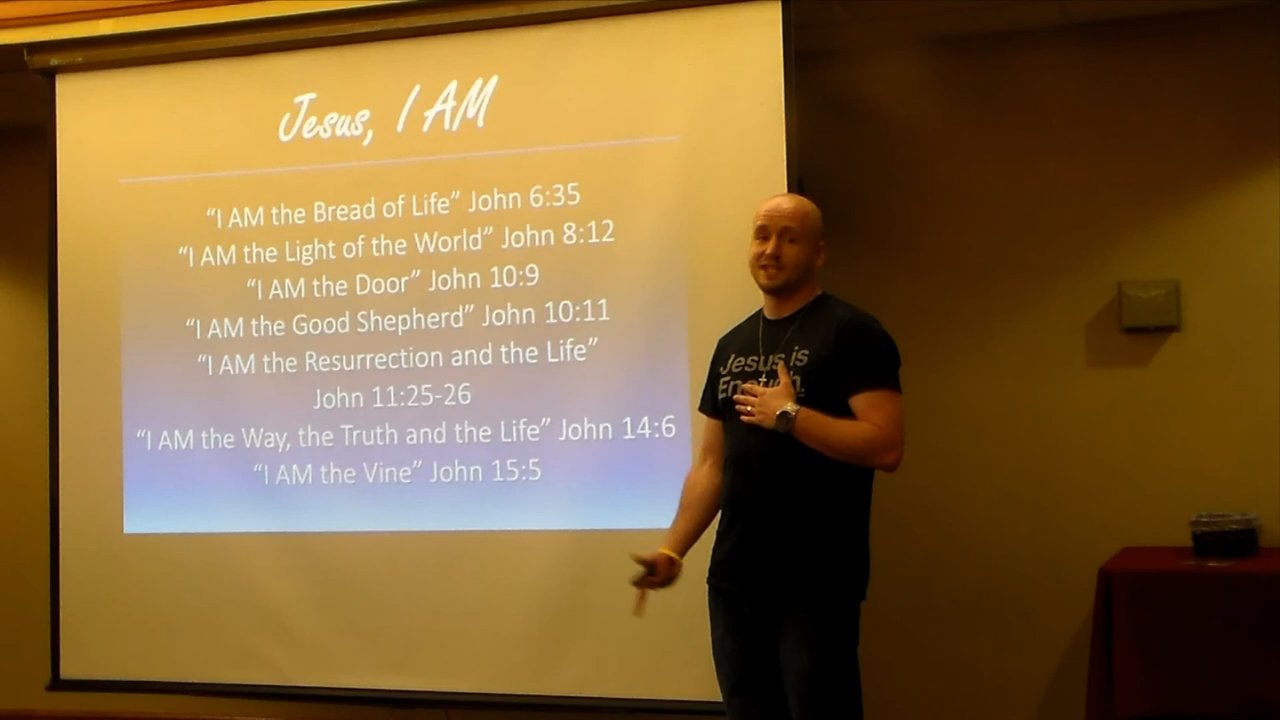 Jesus, I AM
“I AM the Bread of Life” John 6:35
“I AM the Light of the World” John 8:12
“I AM the Door” John 10:9
“I AM the Good Shepherd” John 10:11
“I AM the Resurrection and the Life”
John 11:25-26
“I AM the Way, the Truth and the Life” John 14:6
“I AM the Vine” John 15:5
Jesus is
Enough.